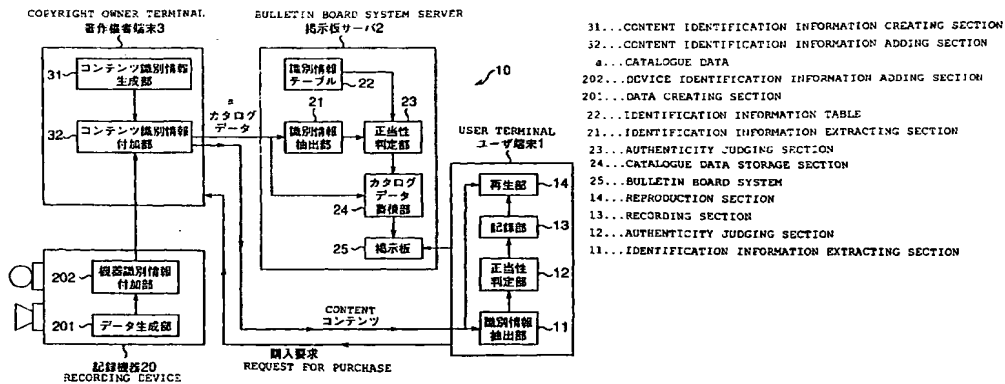 COPYRIGHT OWNER TERMINAL
著作権者端末3
31
コンテンツ識別情報
生成部
32
コンテンツ識別情報
付加部
BULLETIN BOARD SYSTEM SERVER
掲示板サーバ2
識別情報
テーブル
22
21
23
a
カタログ
データ
識別情報
抽出部
正当性
判定部
カタログ
データ
蓄積部
24
25
掲示板
10
USER TERMINAL
ユーザ端末1
再生部
14
記録部
13
正当性
判定部
12
識別情報
抽出部
11
202
機器識別情報
付加部
201
データ生成部
記録機器20
RECORDING DEVICE
CONTENT
コンテンツ
購入要求
REQUEST FOR PURCHASE
31...CONTENT IDENTIFICATION INFORMATION CREATING SECTION
32...CONTENT IDENTIFICATION INFORMATION ADDING SECTION
a...CATALOGUE DATA
202...DEVICE IDENTIFICATION INFORMATION ADDING SECTION
201...DATA CREATING SECTION
22...IDENTIFICATION INFORMATION TABLE
21...IDENTIFICATION INFORMATION EXTRACTING SECTION
23...AUTHENTICITY JUDGING SECTION
24...CATALOGUE DATA STORAGE SECTION
25...BULLETIN BOARD SYSTEM
14...REPRODUCTION SECTION
13...RECORDING SECTION
12...AUTHENTICITY JUDGING SECTION
11...IDENTIFICATION INFORMATION EXTRACTING SECTION